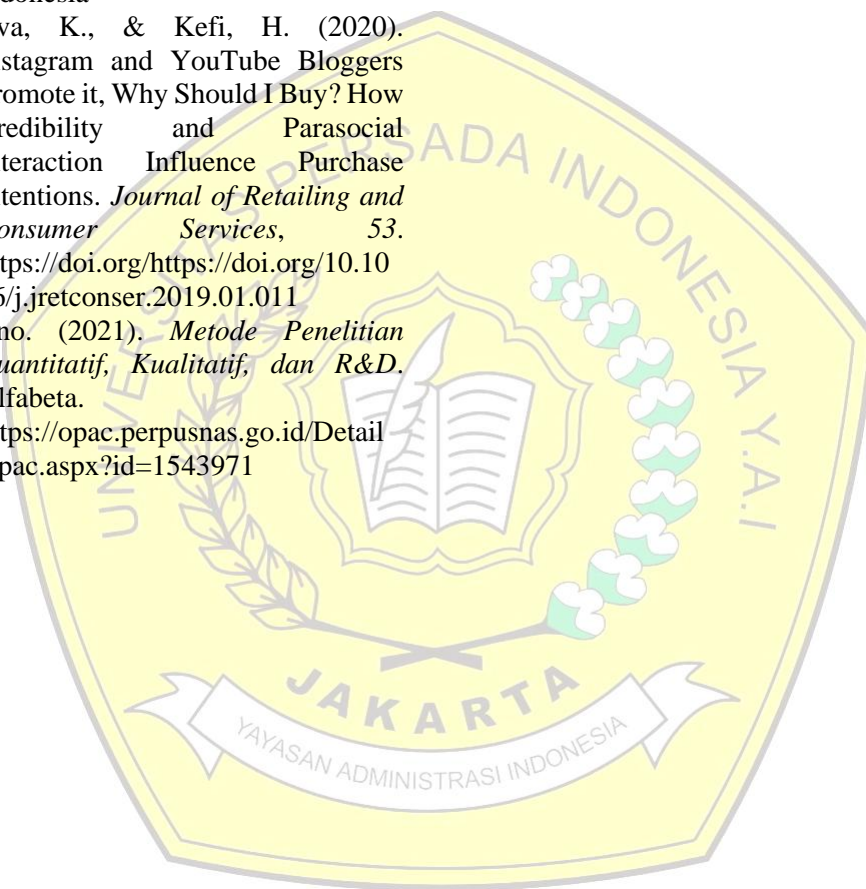 ndonesia
va, K., & Kefi, H. (2020).
stagram and YouTube Bloggers
romote it, Why Should I Buy? How
redibility and Parasocial
teraction Influence Purchase
tentions. Journal of Retailing and
onsumer Services, 53.
tps://doi.org/https://doi.org/10.10
6/j.jretconser.2019.01.011
no. (2021). Metode Penelitian
uantitatif, Kualitatif, dan R&D.
lfabeta.
tps://opac.perpusnas.go.id/Detail
pac.aspx?id=1543971
UNIVERSITAS PERSADA INDONESIA Y.A.I
JAKARTA
YAYASAN ADMINISTRASI INDONESIA